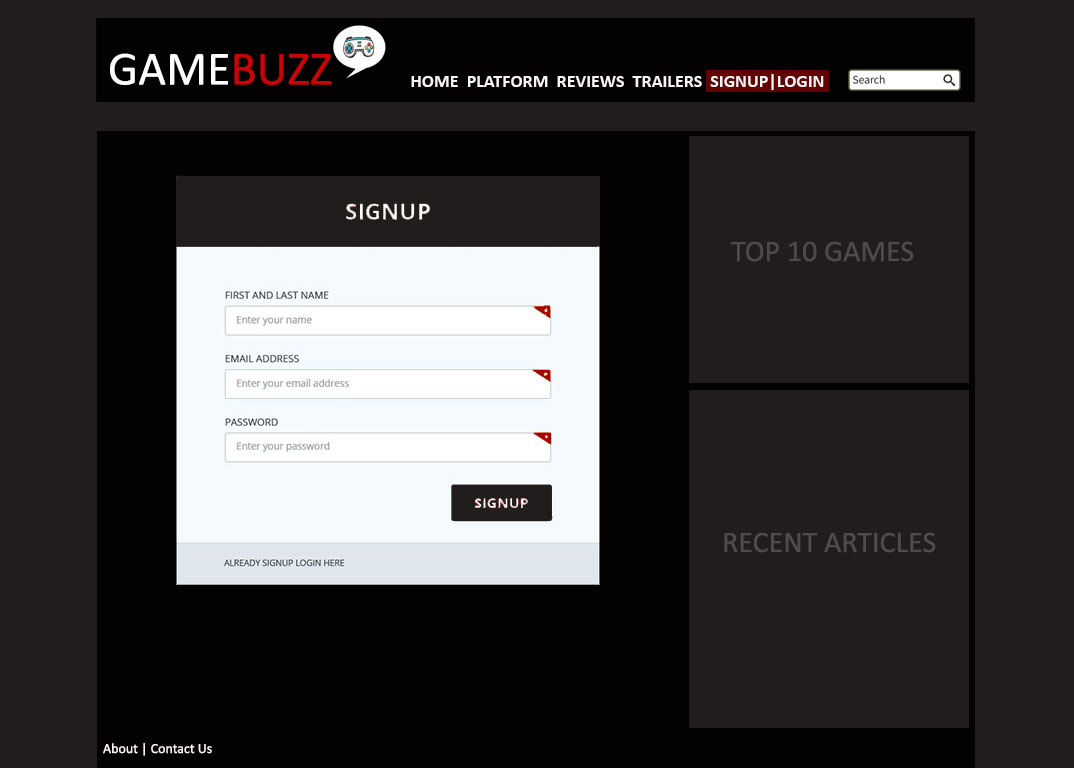 GAMEBUZZ
HOME PLATFORM REVIEWS TRAILERS SIGNUP|LOGIN Search
SIGNUP
FIRST AND LAST NAME
Enter your name
EMAIL ADDRESS
Enter your email address
PASSWORD
Enter your password
SIGNUP
ALREADY SIGNUP LOGIN HERE
TOP 10 GAMES
RECENT ARTICLES
About | Contact Us